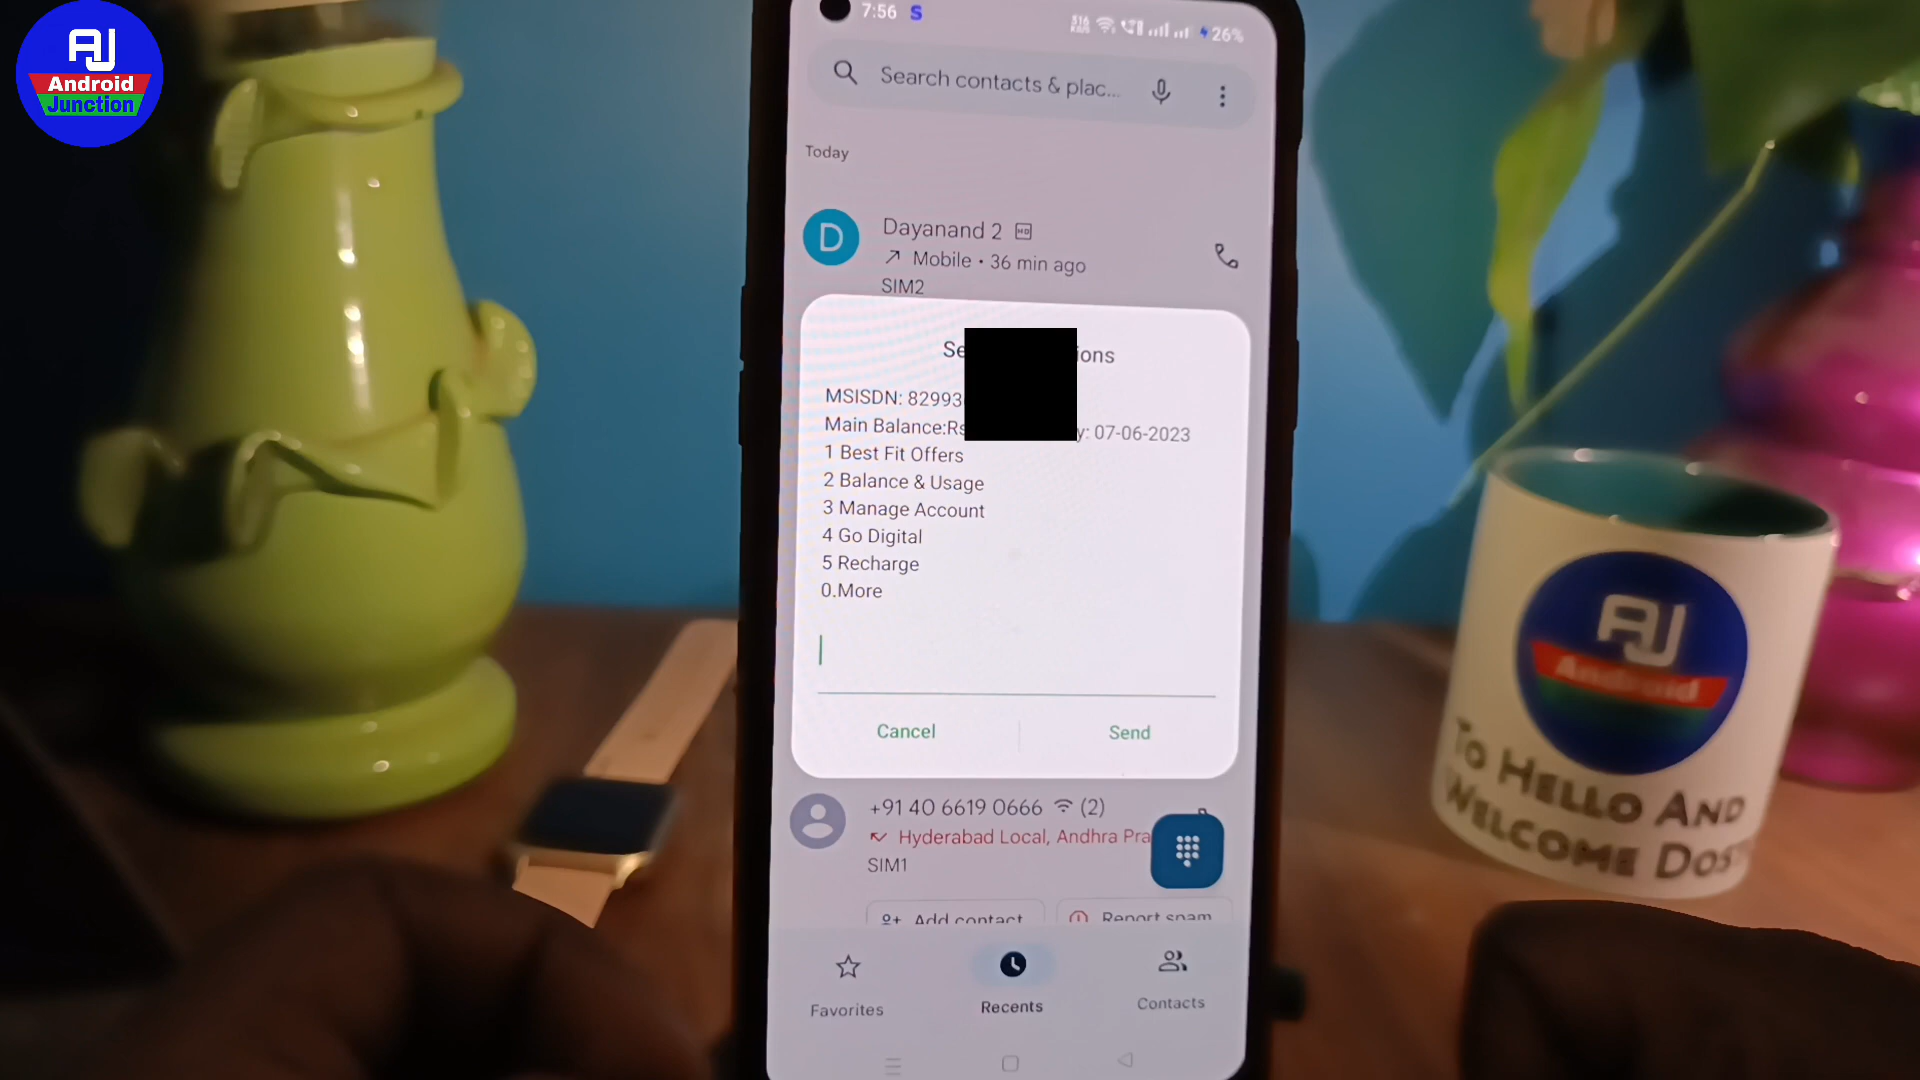 AJ
Android
Junction
7:56 S
26%
Search contacts & plac...
Today
D
Dayanand 2 HD
Mobile • 36 min ago
SIM2
MSISDN: 82993
Main Balance:Rs
07-06-2023
1 Best Fit Offers
2 Balance & Usage
3 Manage Account
4 Go Digital
5 Recharge
0.More
Cancel
Send
+91 40 6619 0666 (2)
Hyderabad Local, Andhra Pra
SIM1
Add contact
Report spam
Favorites
Recents
Contacts
AJ
Android
To Hello And
Welcome Dos